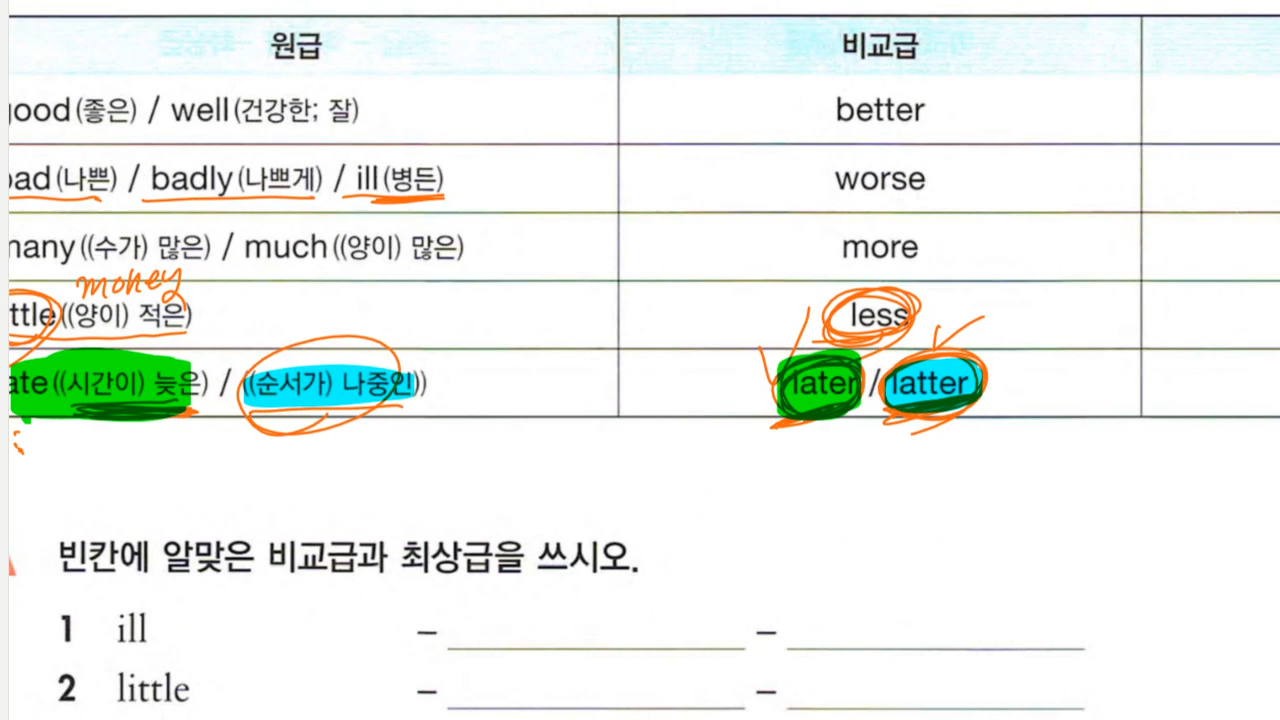 원급 비교급
ood (좋은) / well (건강한; 잘) better
ad (나쁜) / badly (나쁘게) / ill (병든) worse
many ((수가) 많은) / much ((양이) 많은) more
money
ttle ((양이) 적은) less
ate ((시간이) 늦은) / ((순서가) 나중인)) later / latter
빈칸에 알맞은 비교급과 최상급을 쓰시오.
1 ill – –
2 little – –